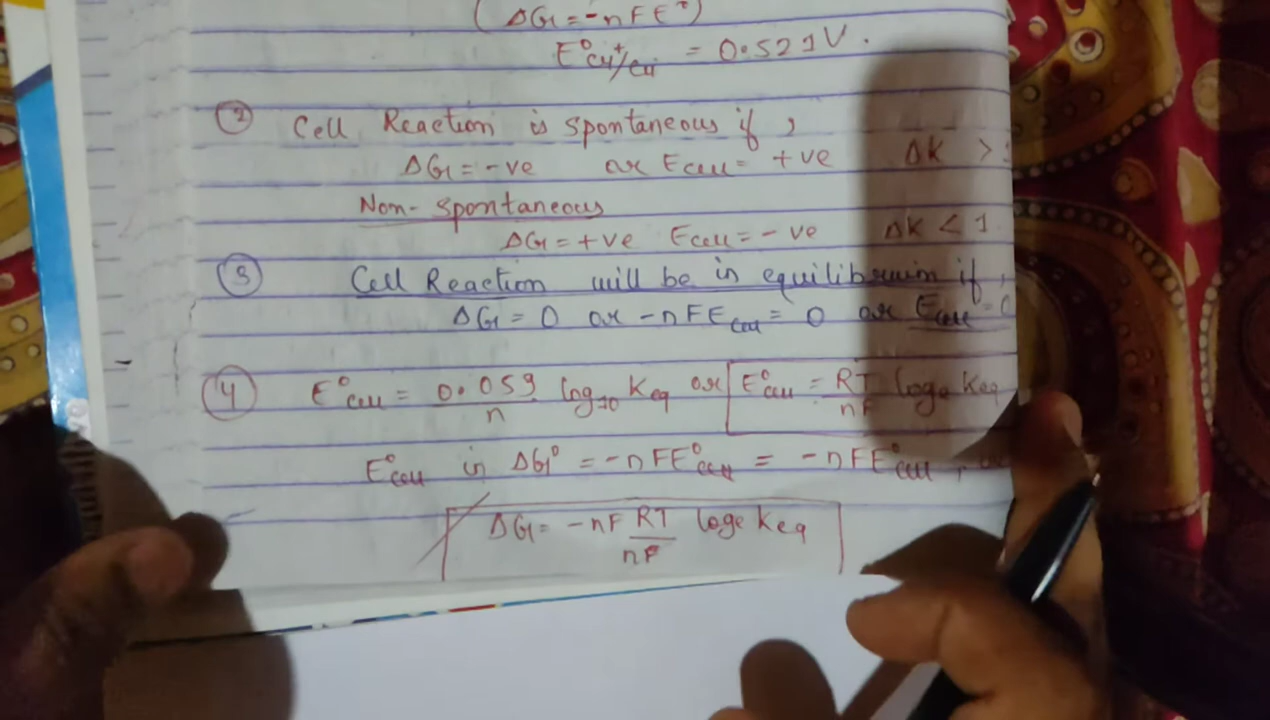 (ΔG = -nFE°)
E°Cu⁺/Cu = 0.521V.
② Cell Reaction is spontaneous if,
ΔG = -ve or Ecell = +ve ΔK >
Non-Spontaneous
ΔG = +ve Ecell = -ve ΔK < 1
③ Cell Reaction will be in equilibrium if,
ΔG = 0 or -nFEcell = 0 or Ecell = 0
④ E°cell = 0.059/n log₁₀ Keq or E°cell = RT/nF logₑ Keq
E°cell in ΔG° = -nFE°cell = -nFE°cell,
ΔG = -nF RT/nF loge Keq